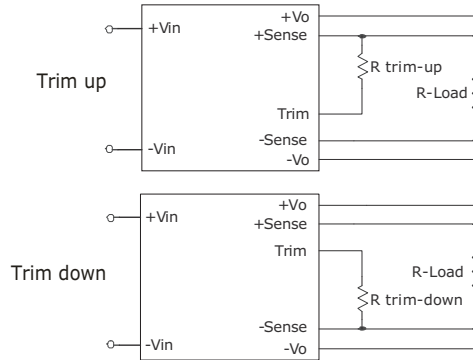 +Vo
+Vin
+Sense
R trim-up
Trim up
R-Load
Trim
-Sense
-Vin
-Vo
+Vo
+Vin
+Sense
Trim
Trim down
R-Load
R trim-down
-Sense
-Vin
-Vo